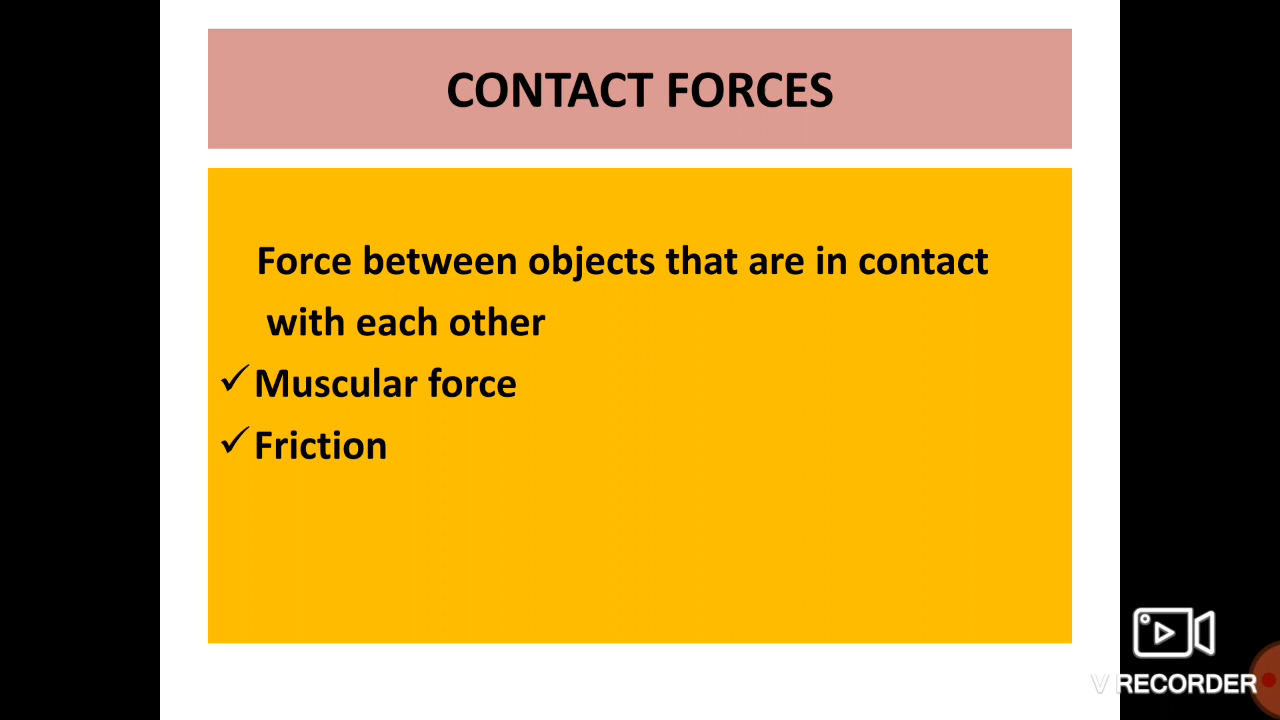 CONTACT FORCES
Force between objects that are in contact
with each other
✓Muscular force
✓Friction
V RECORDER